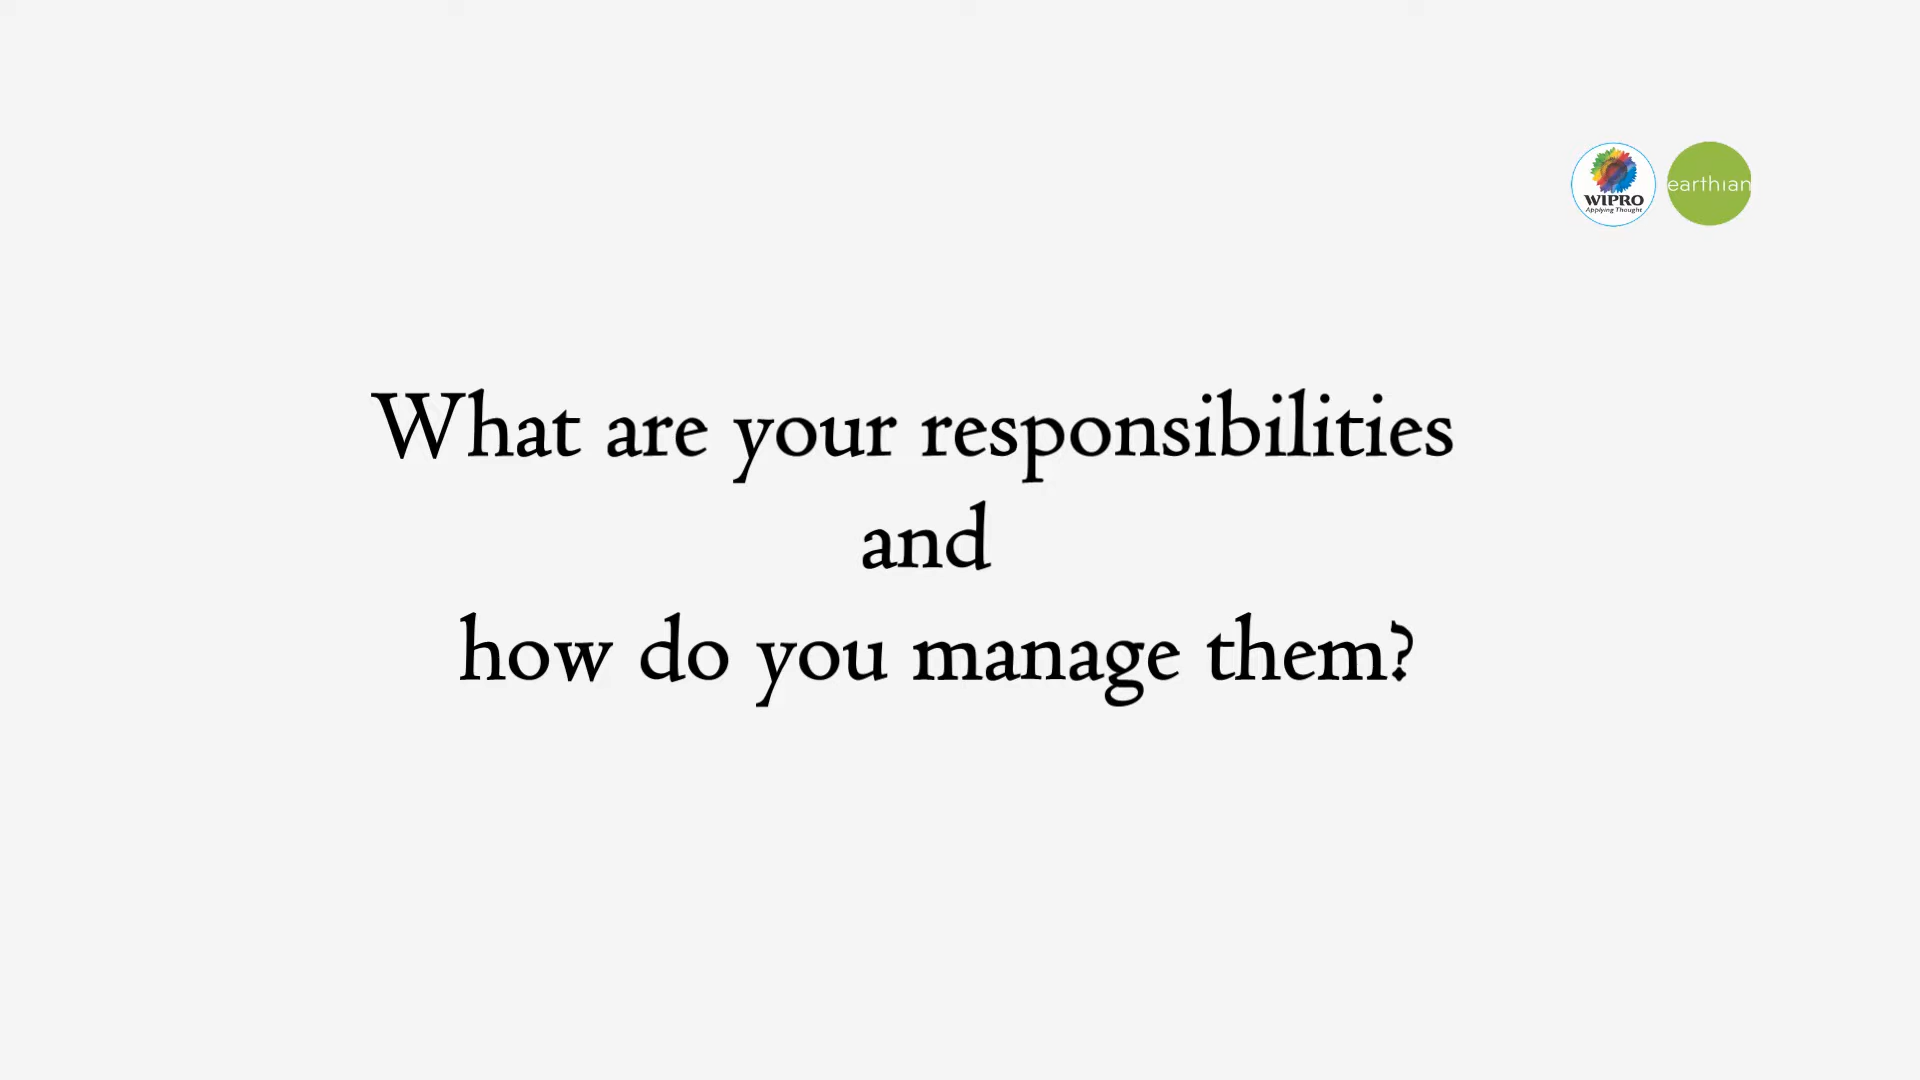 WIPRO
Applying Thought
earthian
What are your responsibilities
and
how do you manage them?